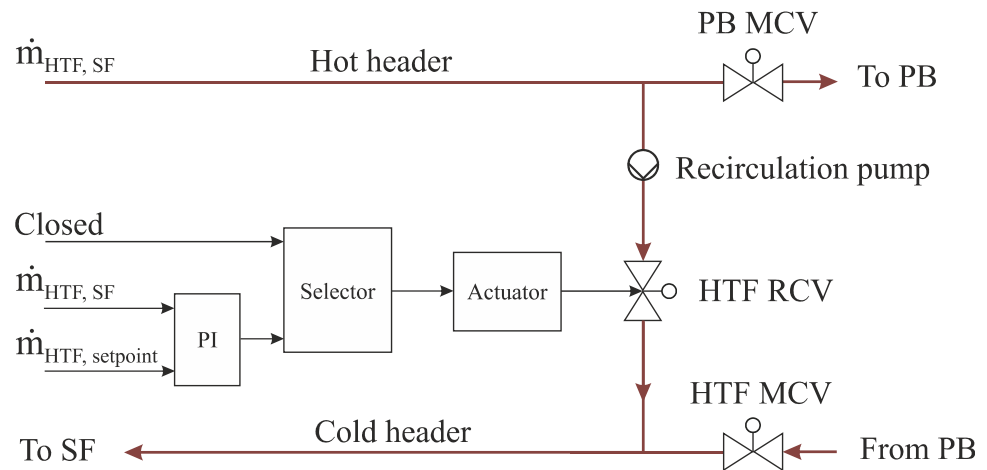 PB MCV
ṁHTF, SF
Hot header
To PB
Recirculation pump
Closed
ṁHTF, SF
Selector
Actuator
HTF RCV
PI
ṁHTF, setpoint
HTF MCV
Cold header
To SF
From PB